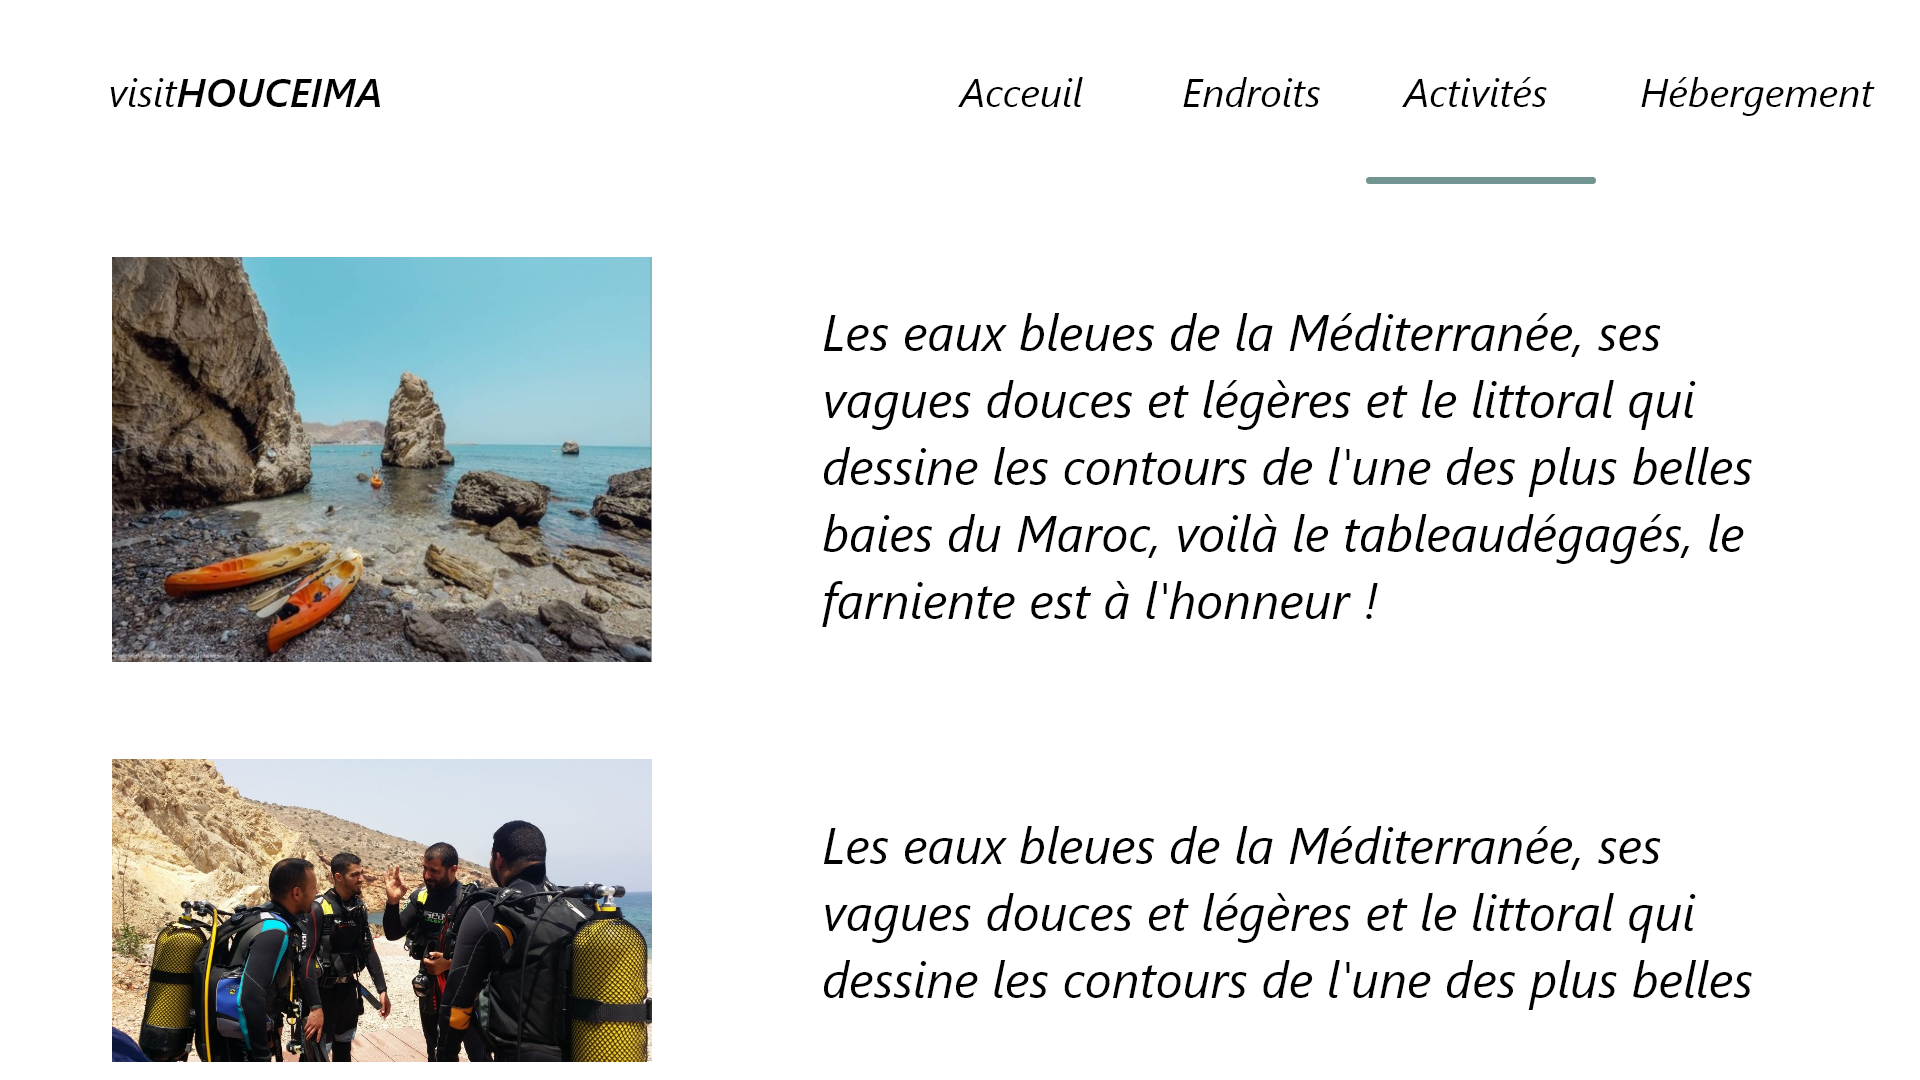 visitHOUCEIMA
Acceuil Endroits Activités Hébergement
Les eaux bleues de la Méditerranée, ses
vagues douces et légères et le littoral qui
dessine les contours de l'une des plus belles
baies du Maroc, voilà le tableaudégagés, le
farniente est à l'honneur !
Les eaux bleues de la Méditerranée, ses
vagues douces et légères et le littoral qui
dessine les contours de l'une des plus belles